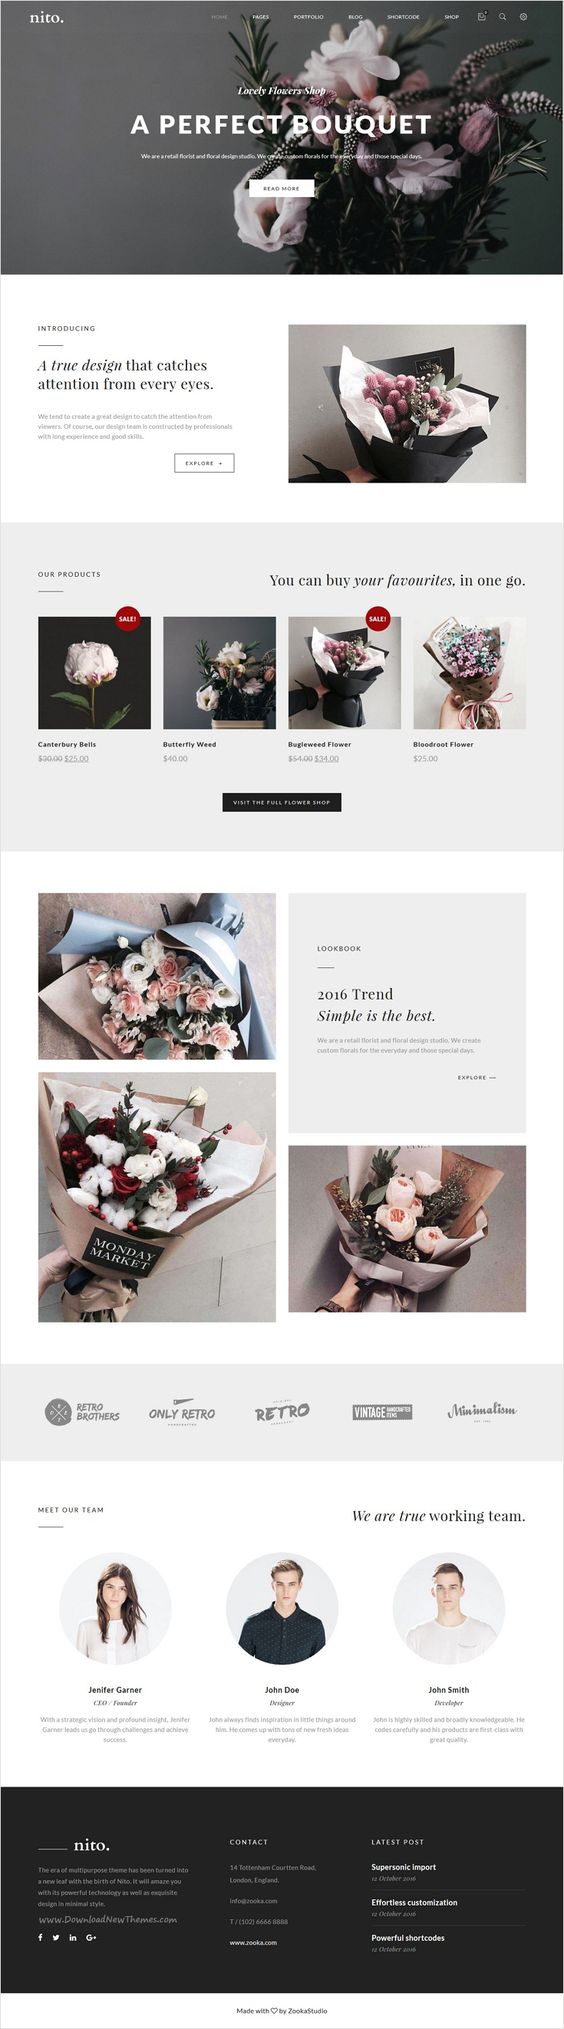 nito.
HOME PAGES PORTFOLIO BLOG SHORTCODE SHOP
Lovely Flowers Shop
A PERFECT BOUQUET
We are a retail florist and floral design studio. We create custom florals for the everyday and those special days.
READ MORE
INTRODUCING
A true design that catches
attention from every eyes.
We tend to create a great design to catch the attention from
viewers. Of course, our design team is constructed by professionals
with long experience and good skills.
EXPLORE +
OUR PRODUCTS
You can buy your favourites, in one go.
SALE!
SALE!
Canterbury Bells
$30.00 $25.00
Butterfly Weed
$40.00
Bugleweed Flower
$54.00 $34.00
Bloodroot Flower
$25.00
VISIT THE FULL FLOWER SHOP
LOOKBOOK
2016 Trend
Simple is the best.
We are a retail florist and floral design studio. We create
custom florals for the everyday and those special days.
EXPLORE —
MONDAY
MARKET
RETRO
BROTHERS
ONLY RETRO
RETRO
VINTAGE HANDCRAFTED
ITEMS
Minimalism
MEET OUR TEAM
We are true working team.
Jenifer Garner
CEO / Founder
With a strategic vision and profound insight, Jenifer
Garner leads us go through challenges and achieve
success.
John Doe
Designer
John always finds inspiration in little things around
him. He comes up with tons of new fresh ideas
everyday.
John Smith
Developer
John is highly skilled and broadly knowledgeable. He
codes carefully and his products are first-class with
great quality.
nito.
The era of multipurpose theme has been turned into
a new leaf with the birth of Nito. It will amaze you
with its powerful technology as well as exquisite
design in minimal style.
www.DownloadNewThemes.com
CONTACT
14 Tottenham Courtten Road,
London, England.
info@zooka.com
T / (102) 6666 8888
www.zooka.com
LATEST POST
Supersonic import
12 October 2016
Effortless customization
12 October 2016
Powerful shortcodes
12 October 2016
Made with ♡ by ZookaStudio